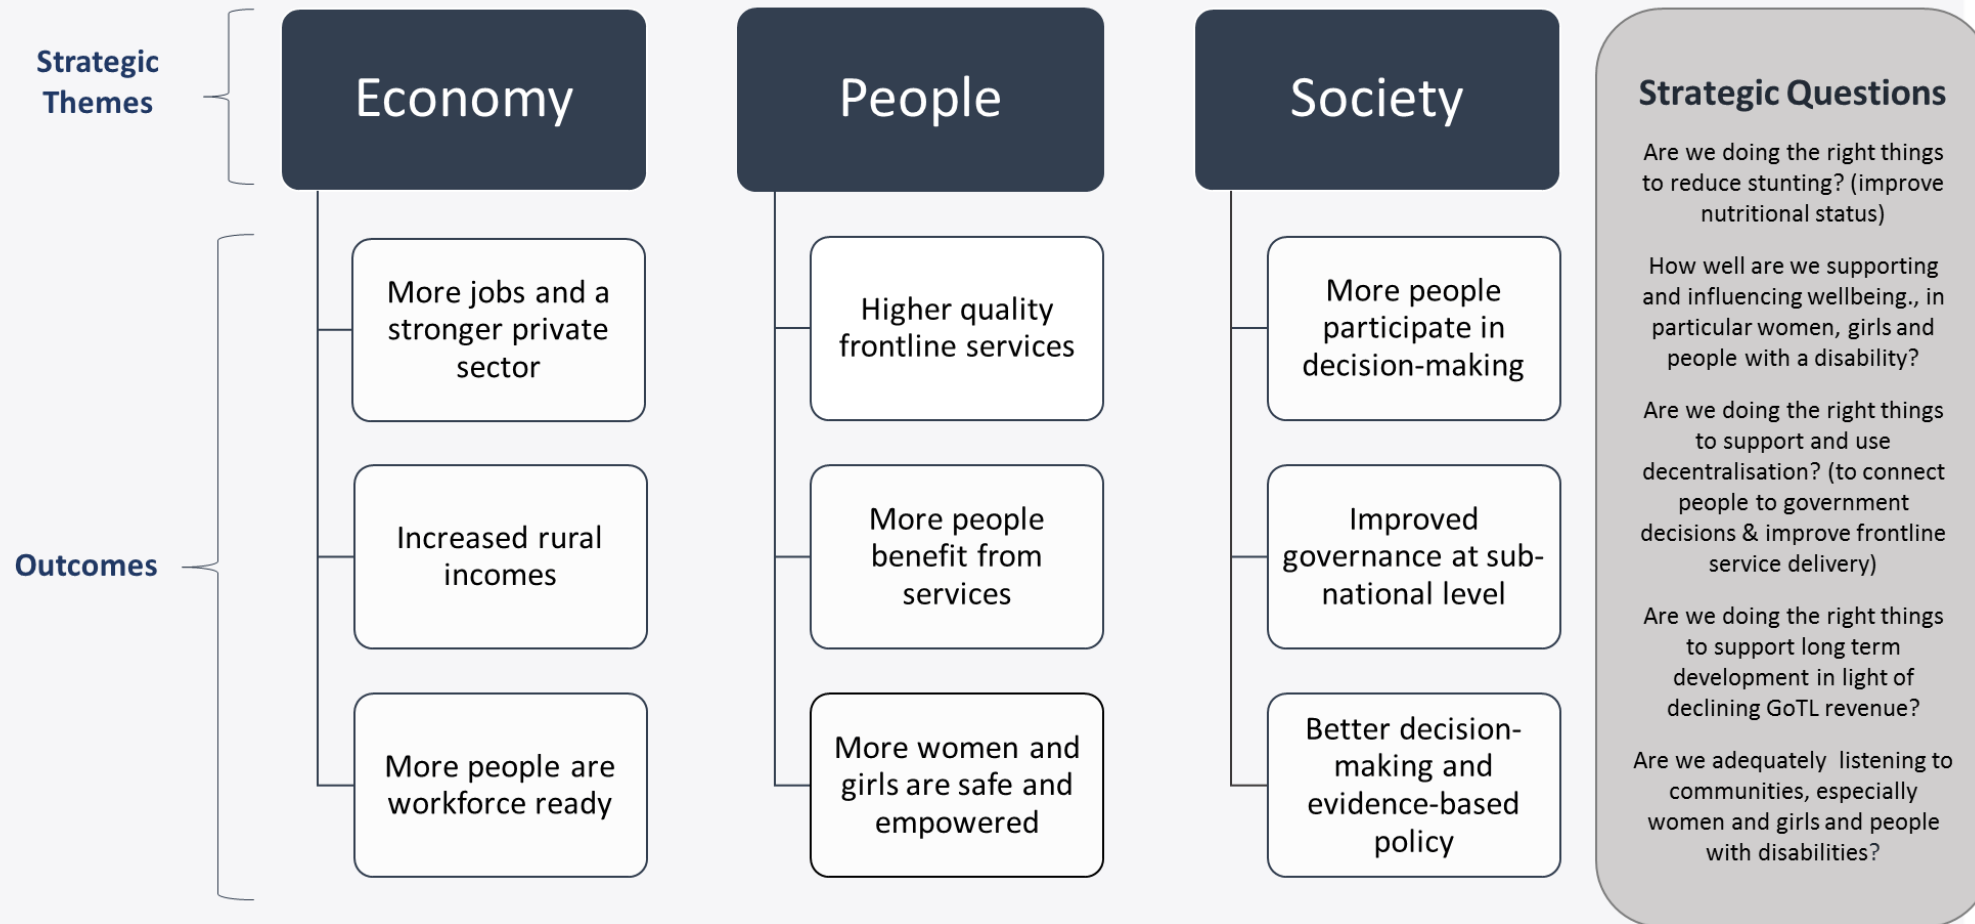 Strategic
Themes
Economy
People
Society
Outcomes
More jobs and a
stronger private
sector
Increased rural
incomes
More people are
workforce ready
Higher quality
frontline services
More people
benefit from
services
More women and
girls are safe and
empowered
More people
participate in
decision-making
Improved
governance at sub-
national level
Better decision-
making and
evidence-based
policy
Strategic Questions
Are we doing the right things
to reduce stunting? (improve
nutritional status)
How well are we supporting
and influencing wellbeing., in
particular women, girls and
people with a disability?
Are we doing the right things
to support and use
decentralisation? (to connect
people to government
decisions & improve frontline
service delivery)
Are we doing the right things
to support long term
development in light of
declining GoTL revenue?
Are we adequately  listening to
communities, especially
women and girls and people
with disabilities?